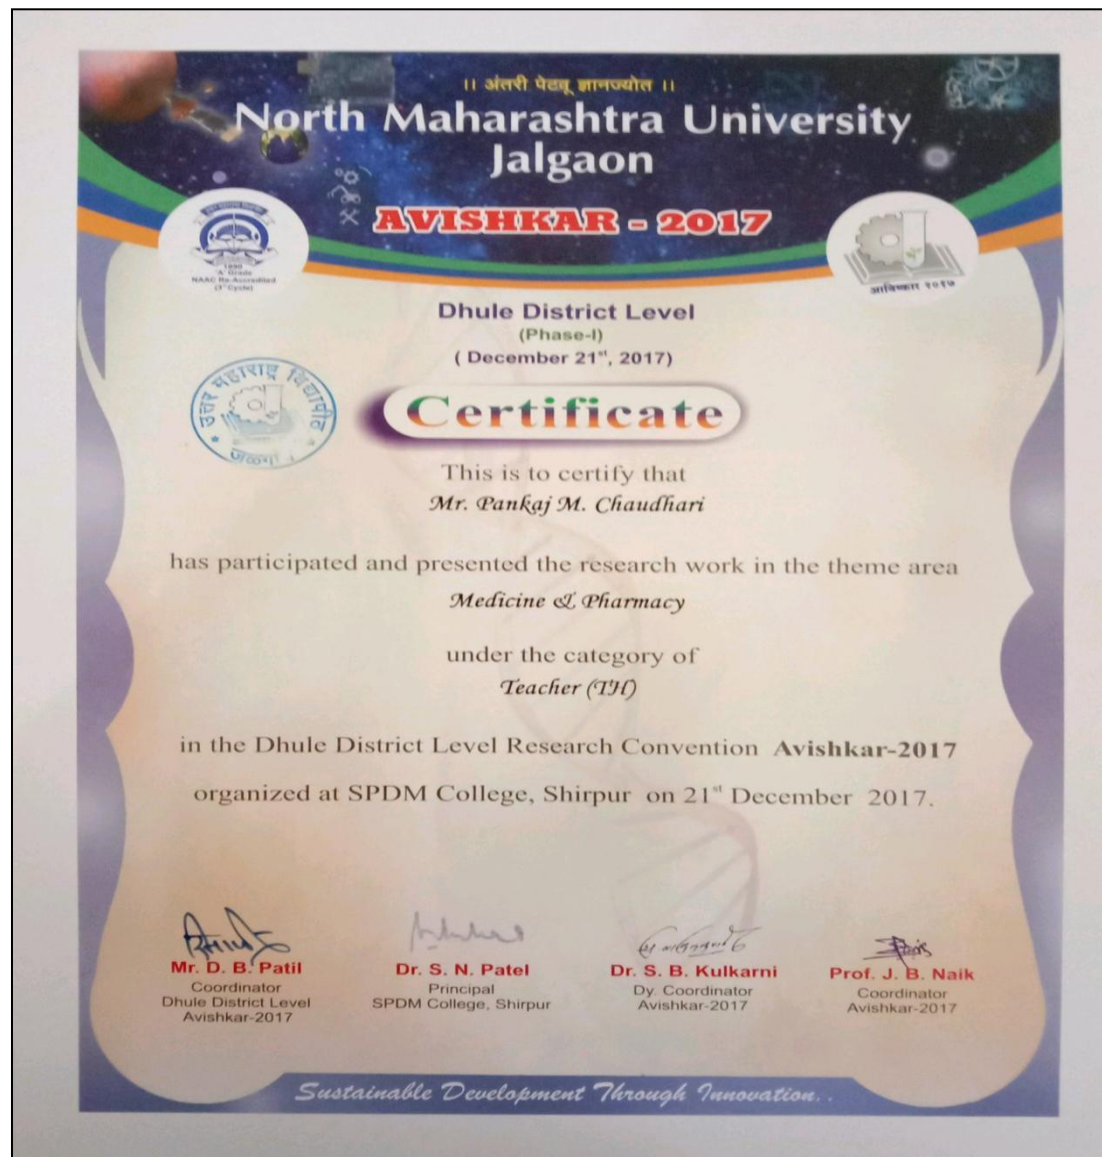 ।। अंतरी पेटवू ज्ञानज्योत ।।
North Maharashtra University
Jalgaon
AVISHKAR - 2017
1990
'A' Grade
NAAC Re-Accredited
(3rd Cycle)
आविष्कार २०१७
Dhule District Level
(Phase-I)
( December 21st, 2017)
उत्तर महाराष्ट्र विद्यापीठ
Certificate
This is to certify that
Mr. Pankaj M. Chaudhari
has participated and presented the research work in the theme area
Medicine & Pharmacy
under the category of
Teacher (TH)
in the Dhule District Level Research Convention Avishkar-2017
organized at SPDM College, Shirpur on 21st December 2017.
Mr. D. B. Patil
Coordinator
Dhule District Level
Avishkar-2017
Dr. S. N. Patel
Principal
SPDM College, Shirpur
Dr. S. B. Kulkarni
Dy. Coordinator
Avishkar-2017
Prof. J. B. Naik
Coordinator
Avishkar-2017
Sustainable Development Through Innovation..